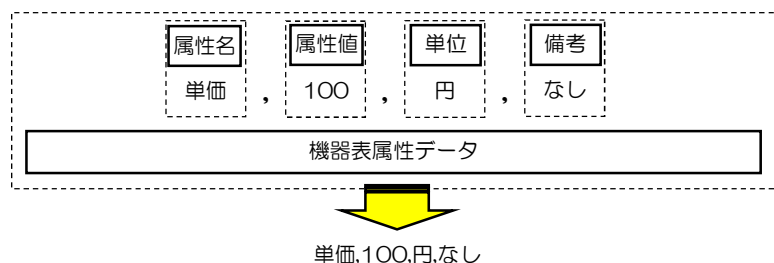 属性名 属性値 単位 備考
単価 , 100 , 円 , なし
機器表属性データ
単価,100,円,なし